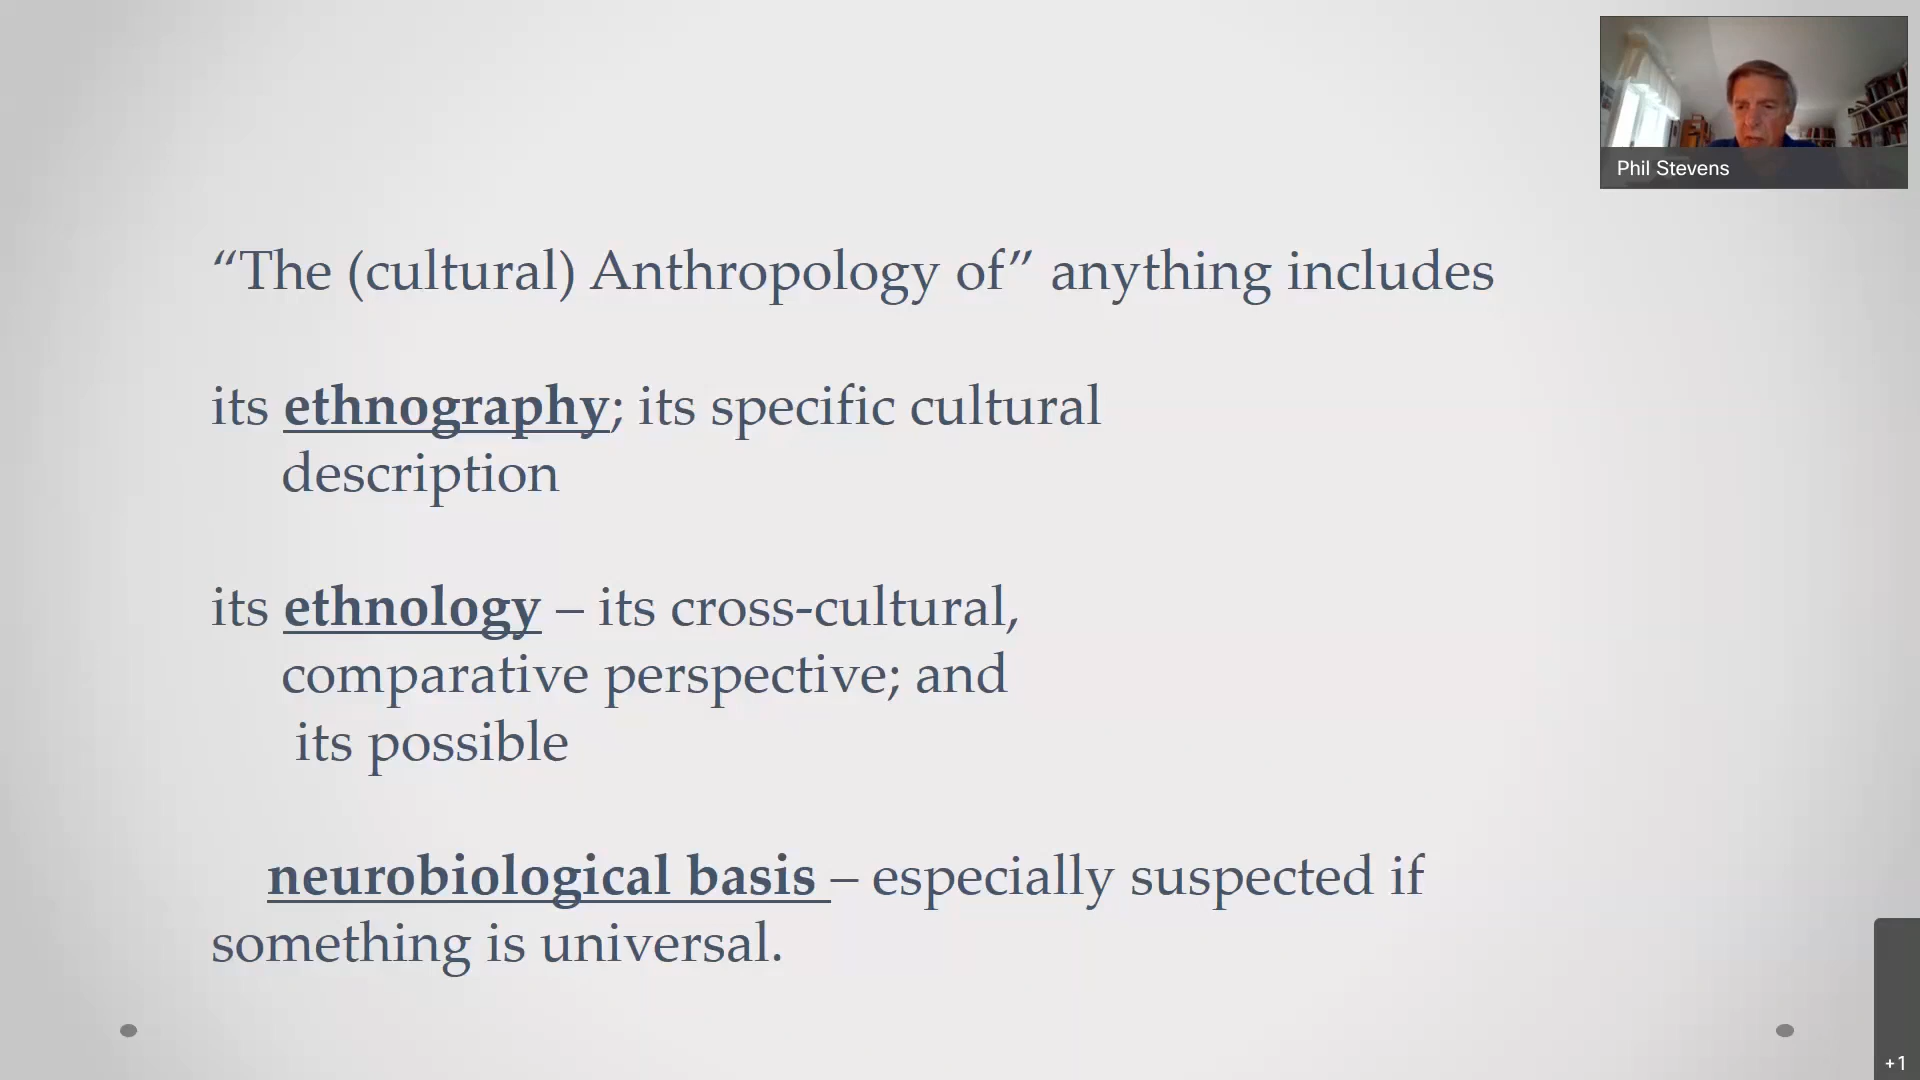 Phil Stevens
“The (cultural) Anthropology of” anything includes
its ethnography; its specific cultural
description
its ethnology – its cross-cultural,
comparative perspective; and
its possible
neurobiological basis – especially suspected if
something is universal.
+1